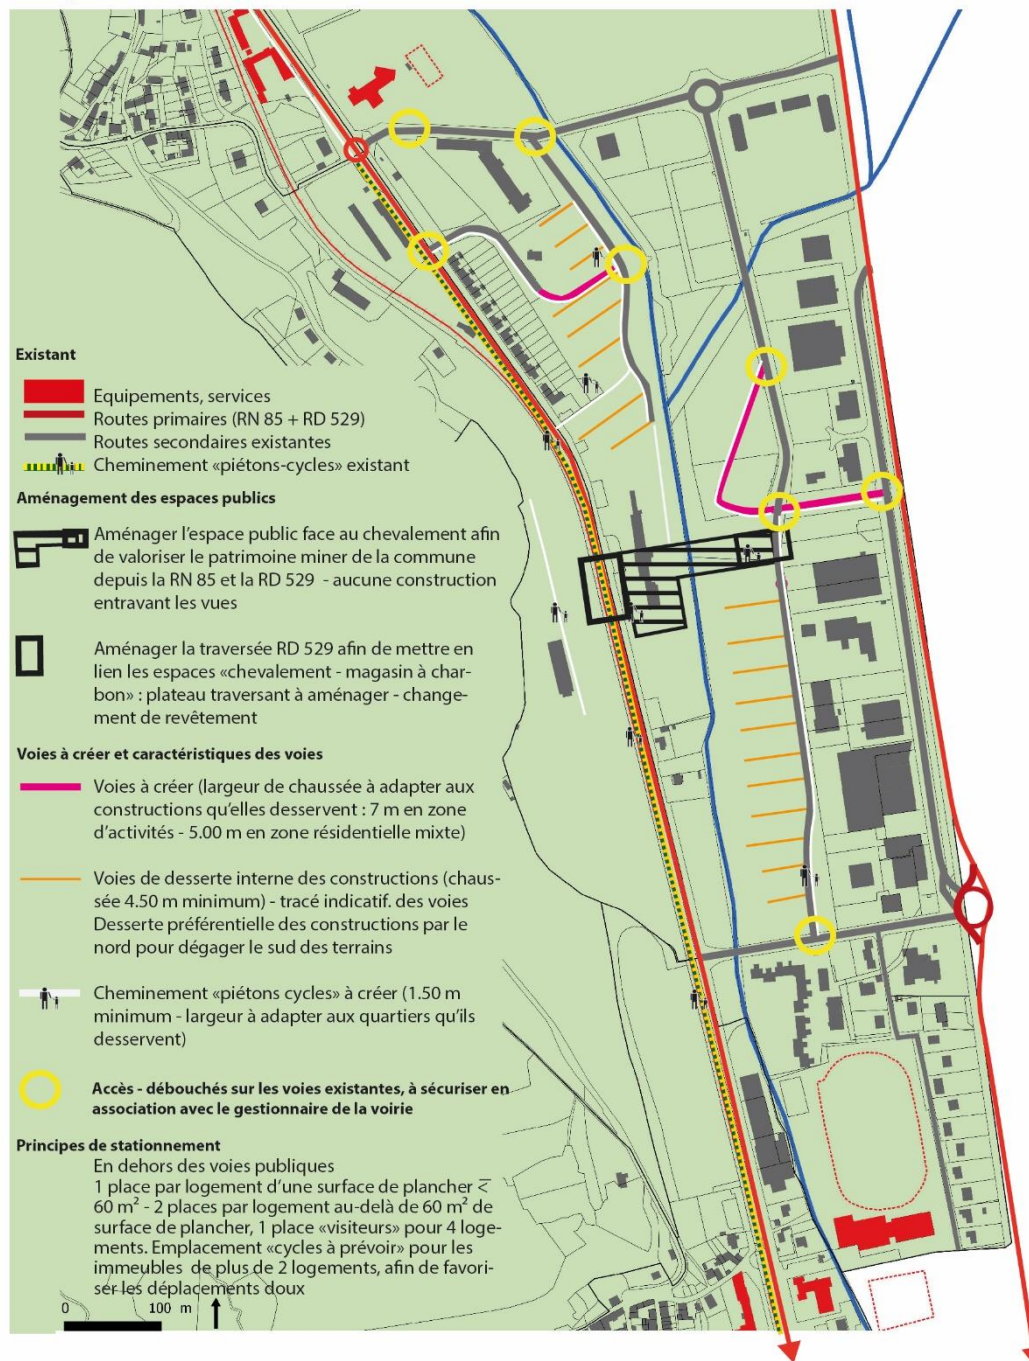 Existant
Equipements, services
Routes primaires (RN 85 + RD 529)
Routes secondaires existantes
Cheminement «piétons-cycles» existant
Aménagement des espaces publics
Aménager l'espace public face au chevalement afin
de valoriser le patrimoine miner de la commune
depuis la RN 85 et la RD 529 - aucune construction
entravant les vues
Aménager la traversée RD 529 afin de mettre en
lien les espaces «chevalement - magasin à char-
bon» : plateau traversant à aménager - change-
ment de revêtement
Voies à créer et caractéristiques des voies
Voies à créer (largeur de chaussée à adapter aux
constructions qu'elles desservent : 7 m en zone
d'activités - 5.00 m en zone résidentielle mixte)
Voies de desserte interne des constructions (chaus-
sée 4.50 m minimum) - tracé indicatif. des voies
Desserte préférentielle des constructions par le
nord pour dégager le sud des terrains
Cheminement «piétons cycles» à créer (1.50 m
minimum - largeur à adapter aux quartiers qu'ils
desservent)
Accès - débouchés sur les voies existantes, à sécuriser en
association avec le gestionnaire de la voirie
Principes de stationnement
En dehors des voies publiques
1 place par logement d'une surface de plancher ≤
60 m² - 2 places par logement au-delà de 60 m² de
surface de plancher, 1 place «visiteurs» pour 4 loge-
ments. Emplacement «cycles à prévoir» pour les
immeubles de plus de 2 logements, afin de favori-
ser les déplacements doux
0 100 m